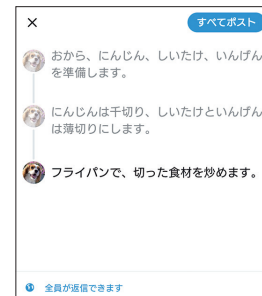 すべてポスト
おから、にんじん、しいたけ、いんげん
を準備します。
にんじんは千切り、しいたけといんげん
は薄切りにします。
フライパンで、切った食材を炒めます。
全員が返信できます